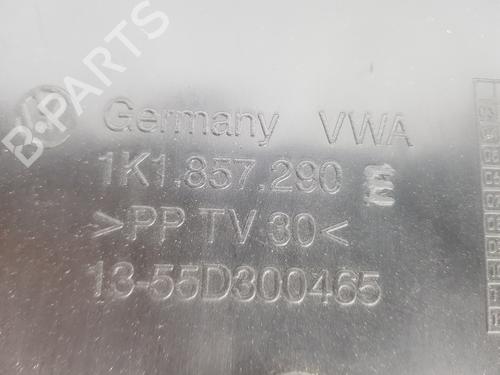 B-PARTS
Germany VWA
1K1.857.290 E
>PP TV 30<
13-55D300465